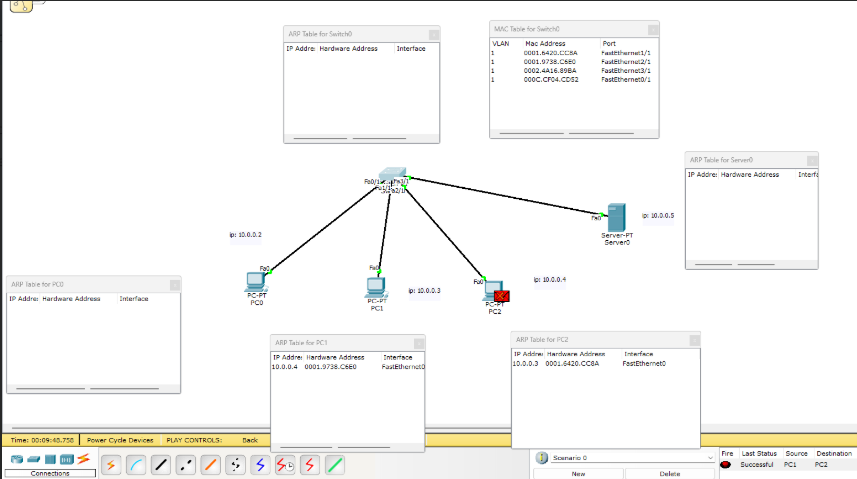 ARP Table for Switch0
IP Addre: Hardware Address Interface
MAC Table for Switch0
VLAN Mac Address Port
1 0001.6420.CC8A FastEthernet1/1
1 0001.9738.C6E0 FastEthernet2/1
1 0002.4A16.89BA FastEthernet3/1
1 000C.CF04.CD52 FastEthernet0/1
ARP Table for Server0
IP Addre: Hardware Address Interfa
Fa0/1 Fa3/1
Fa1/1 Fa2/1
Fa0
ip: 10.0.0.5
Server-PT
Server0
ip: 10.0.0.2
Fa0
PC-PT
PC0
Fa0
PC-PT
PC1
ip: 10.0.0.3
Fa0
PC-PT
PC2
ip: 10.0.0.4
ARP Table for PC0
IP Addre: Hardware Address Interface
ARP Table for PC1
IP Addre: Hardware Address Interface
10.0.0.4 0001.9738.C6E0 FastEthernet0
ARP Table for PC2
IP Addre: Hardware Address Interface
10.0.0.3 0001.6420.CC8A FastEthernet0
Time: 00:09:48.758 Power Cycle Devices PLAY CONTROLS: Back
Connections
Scenario 0
New Delete
Fire Last Status Source Destination
Successful PC1 PC2